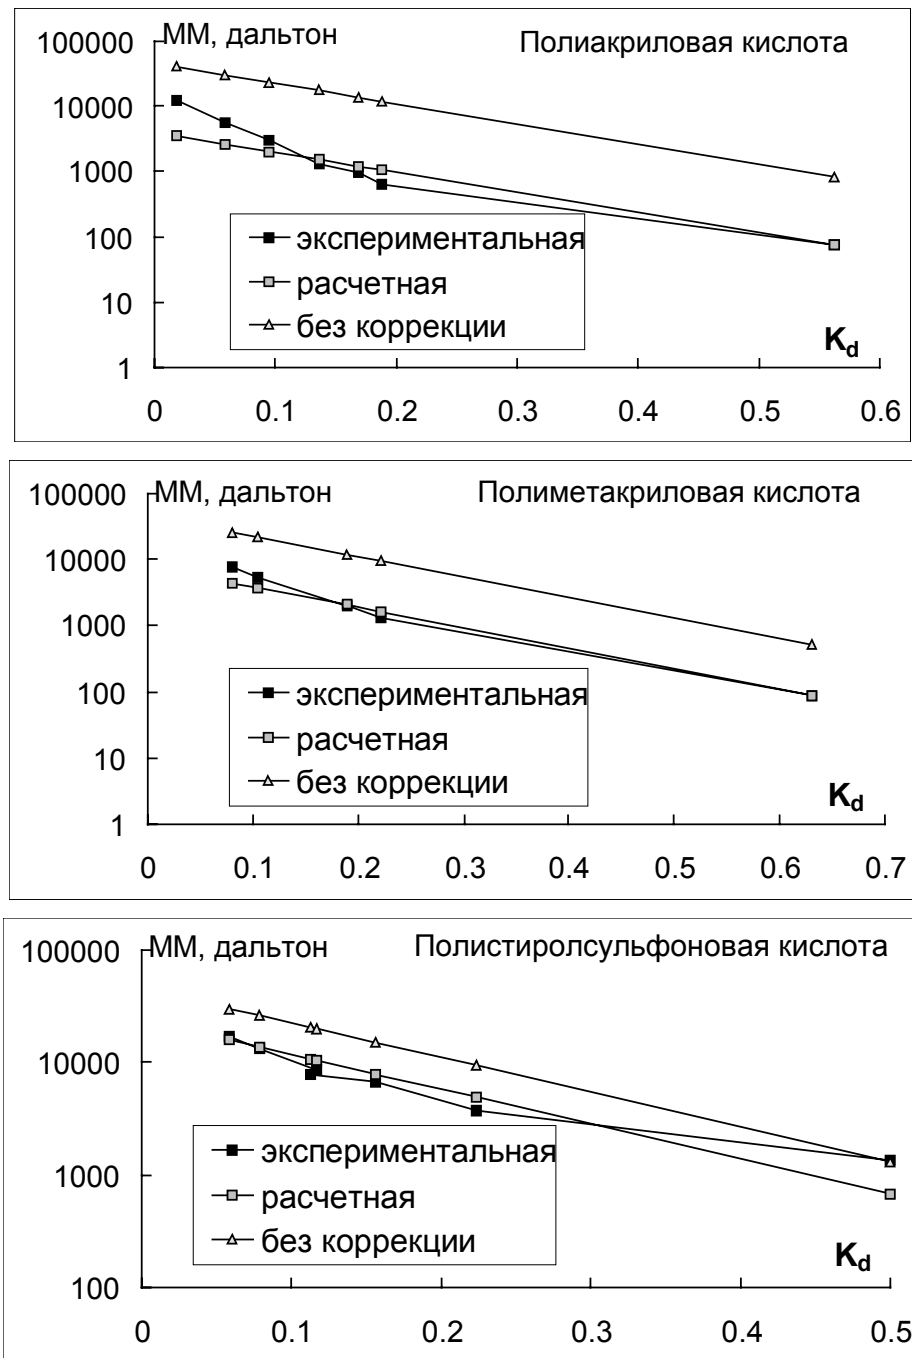 100000 ММ, дальтон Полиакриловая кислота
10000
1000
100
10
1
экспериментальная
расчетная
без коррекции
Kd
0 0.1 0.2 0.3 0.4 0.5 0.6
100000 ММ, дальтон Полиметакриловая кислота
10000
1000
100
10
1
экспериментальная
расчетная
без коррекции
Kd
0 0.1 0.2 0.3 0.4 0.5 0.6 0.7
100000 ММ, дальтон Полистиролсульфоновая кислота
10000
1000
100
экспериментальная
расчетная
без коррекции
Kd
0 0.1 0.2 0.3 0.4 0.5